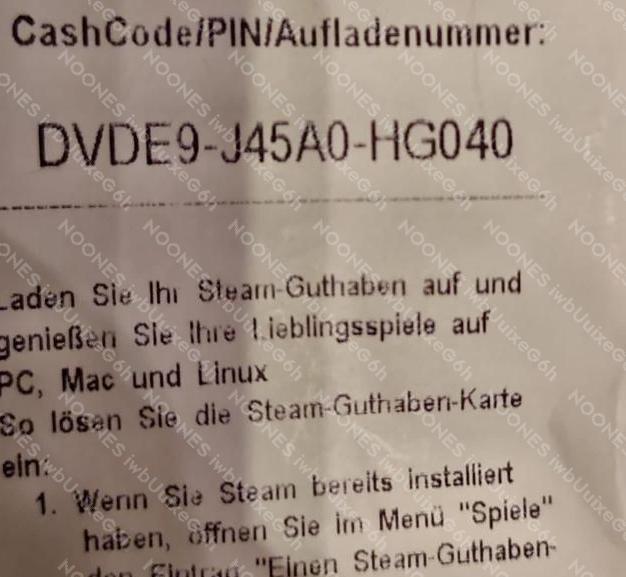 CashCode/PIN/Aufladenummer:
DVDE9-J45A0-HG040
Laden Sie Ihr Steam-Guthaben auf und
genießen Sie Ihre Lieblingsspiele auf
PC, Mac und Linux
So lösen Sie die Steam-Guthaben-Karte
ein:
1. Wenn Sie Steam bereits installiert
haben, öffnen Sie im Menü "Spiele"
den Eintrag "Einen Steam-Guthaben-
NOONES iwbUuixeG6h